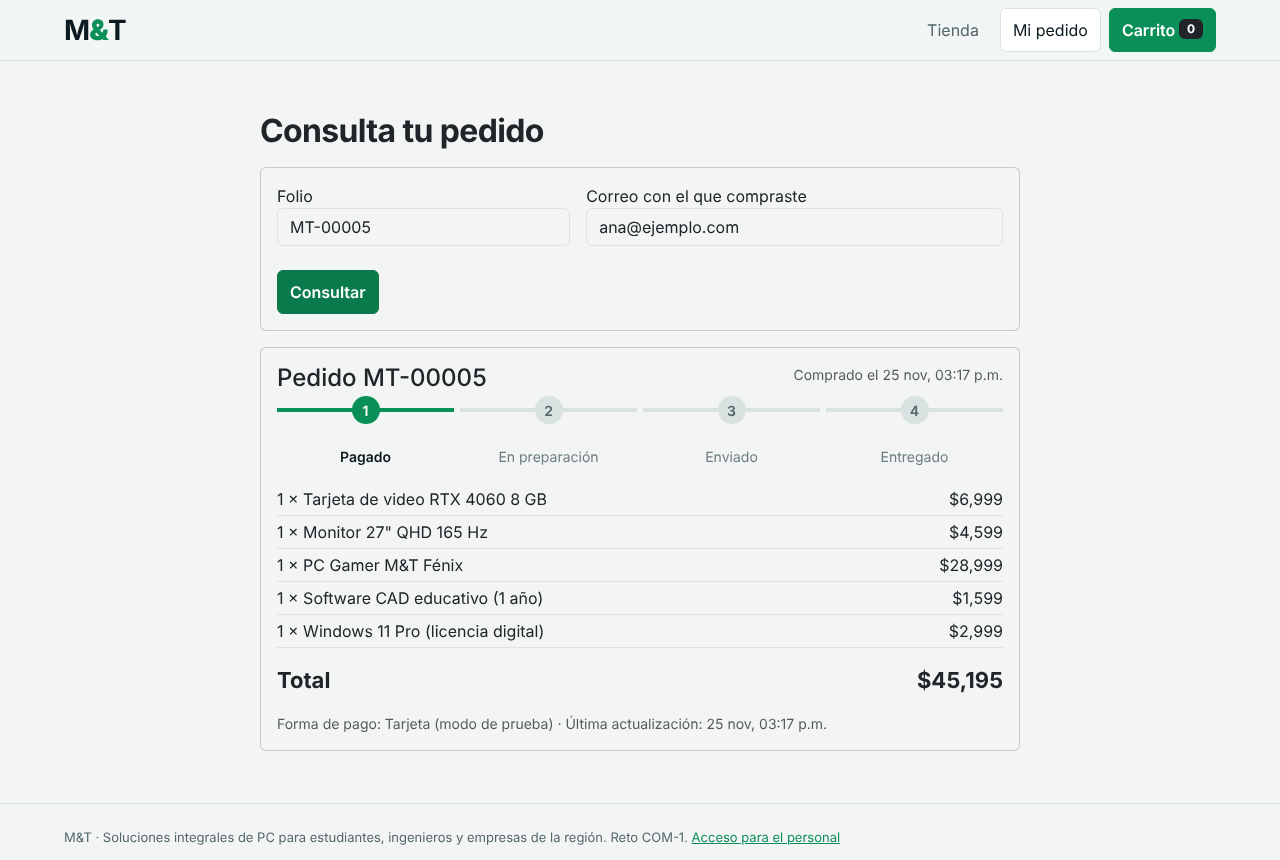 M&T
Tienda
Mi pedido
Carrito 0
Consulta tu pedido
Folio
Correo con el que compraste
MT-00005
ana@ejemplo.com
Consultar
Pedido MT-00005
Comprado el 25 nov, 03:17 p.m.
1
2
3
4
Pagado
En preparación
Enviado
Entregado
1 × Tarjeta de video RTX 4060 8 GB $6,999
1 × Monitor 27" QHD 165 Hz $4,599
1 × PC Gamer M&T Fénix $28,999
1 × Software CAD educativo (1 año) $1,599
1 × Windows 11 Pro (licencia digital) $2,999
Total $45,195
Forma de pago: Tarjeta (modo de prueba) · Última actualización: 25 nov, 03:17 p.m.
M&T · Soluciones integrales de PC para estudiantes, ingenieros y empresas de la región. Reto COM-1. Acceso para el personal